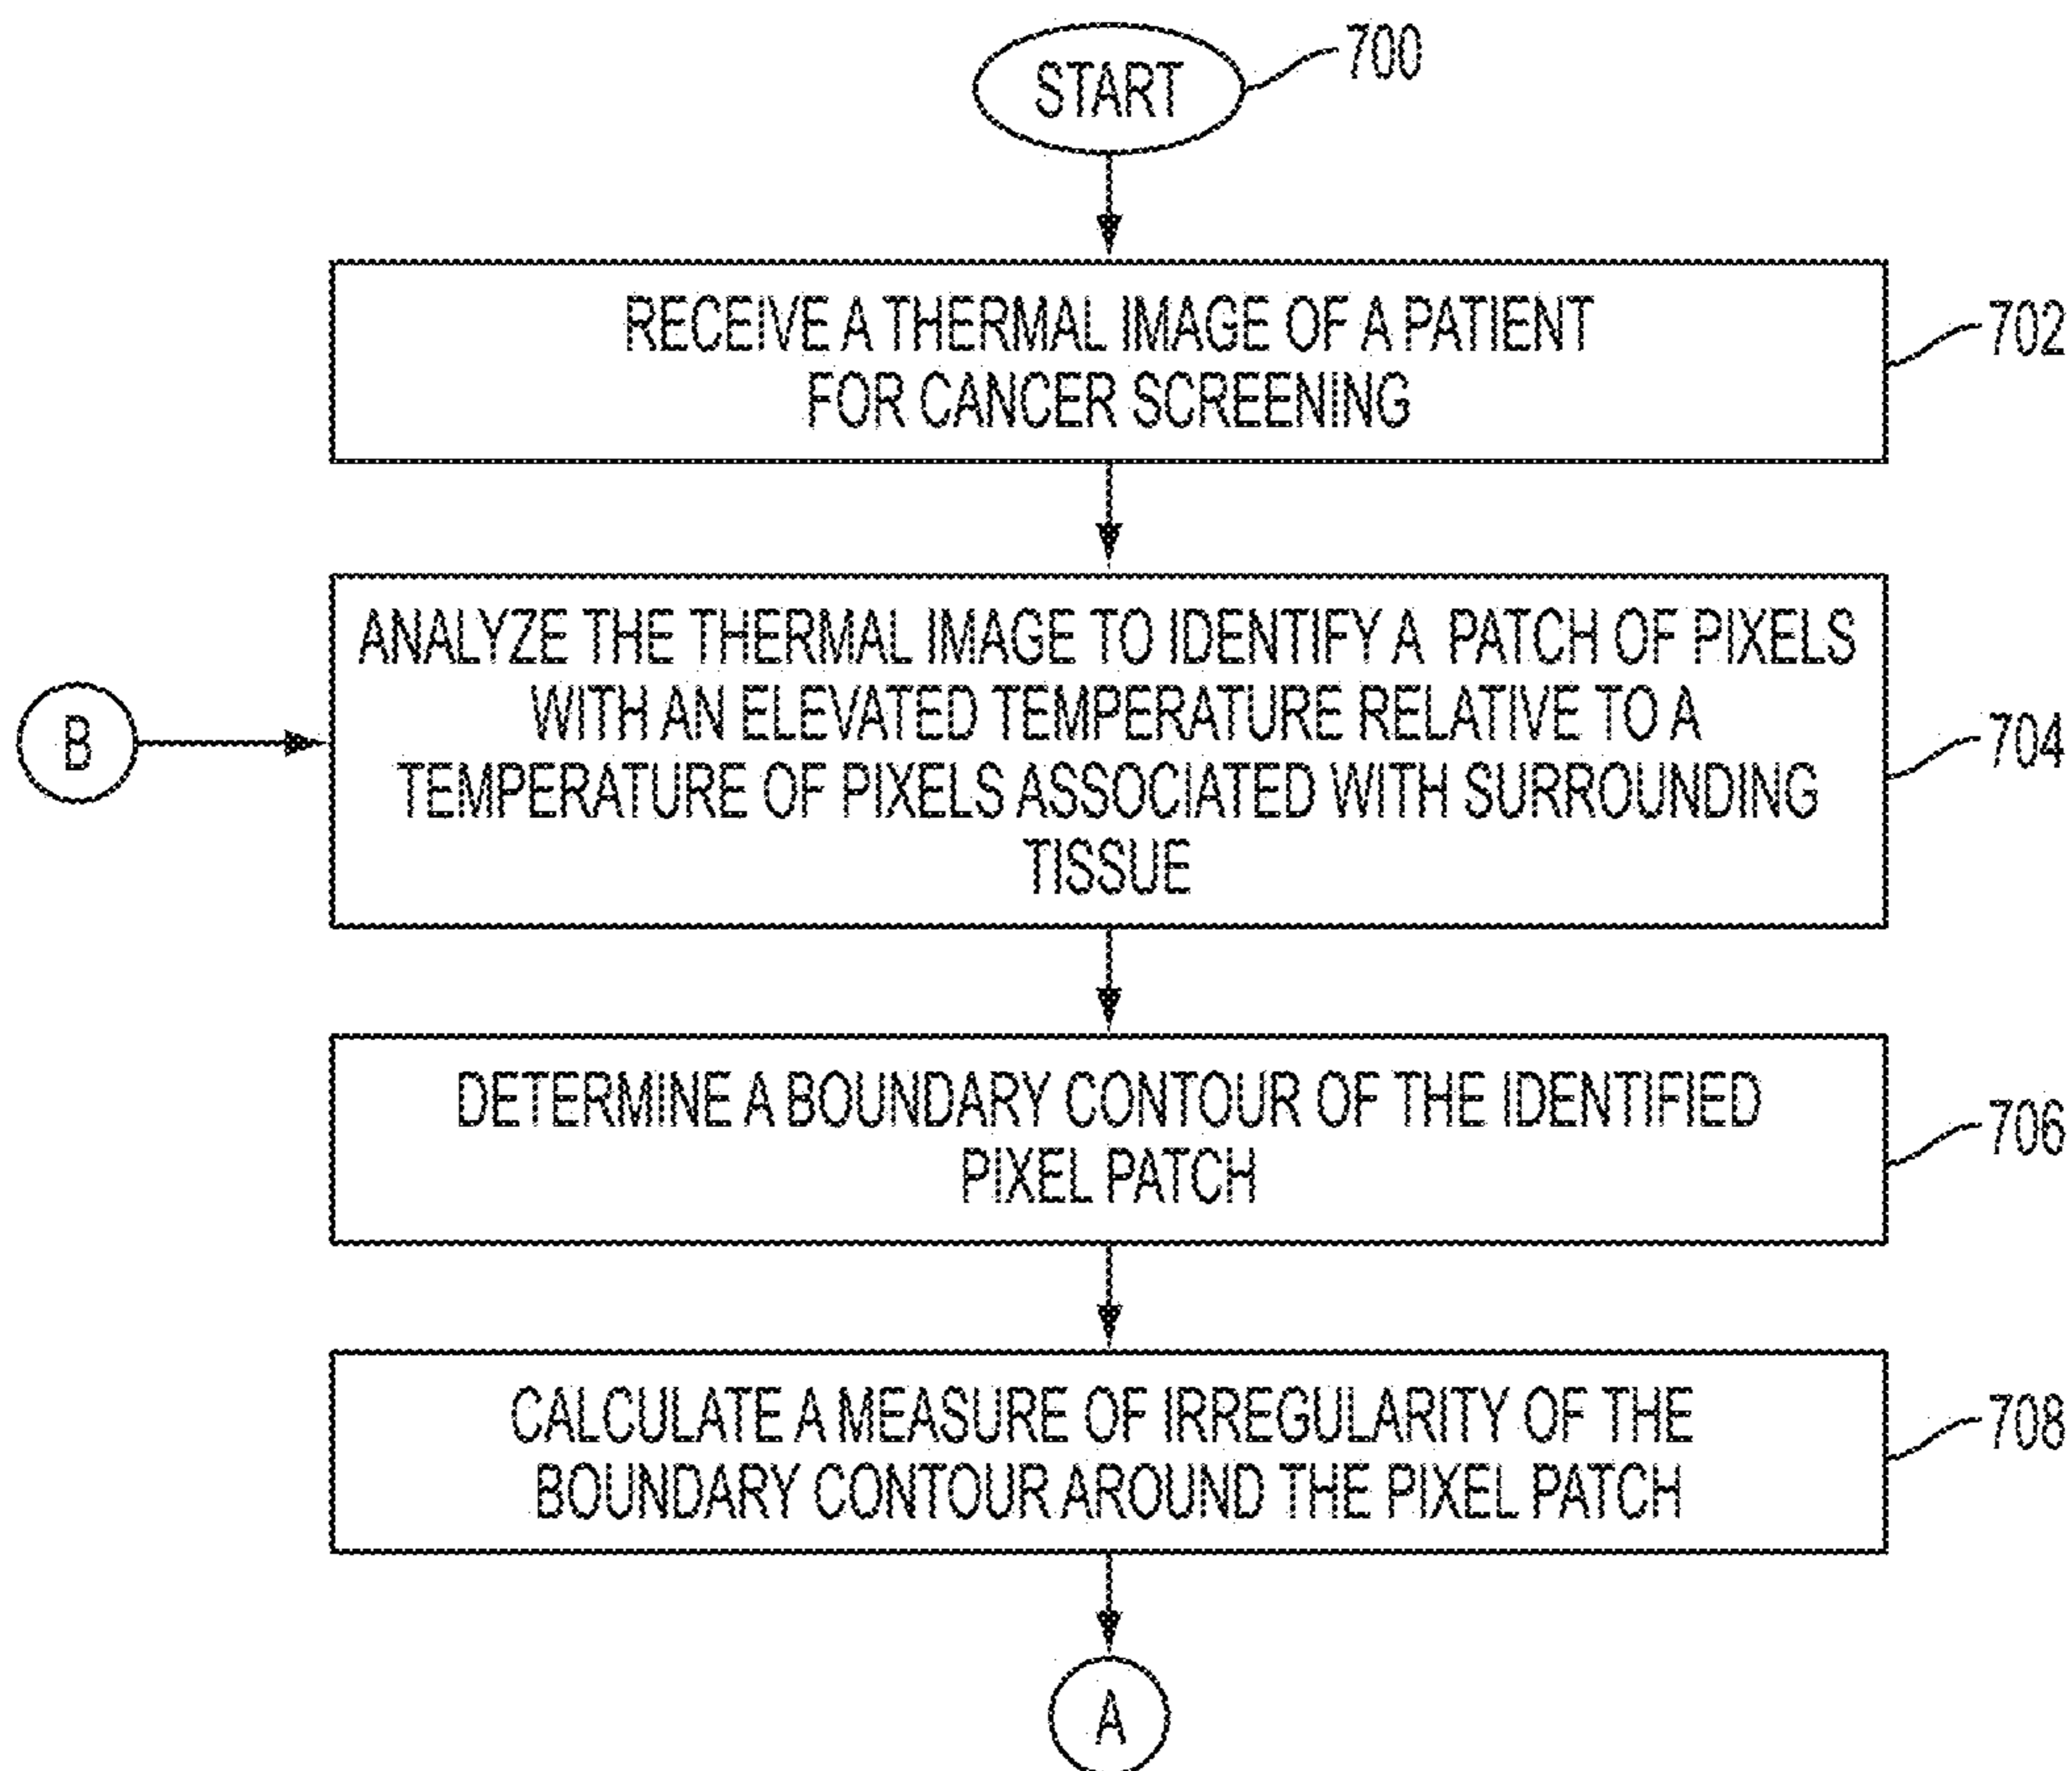 START
700
RECEIVE A THERMAL IMAGE OF A PATIENT
FOR CANCER SCREENING
702
ANALYZE THE THERMAL IMAGE TO IDENTIFY A PATCH OF PIXELS
WITH AN ELEVATED TEMPERATURE RELATIVE TO A
TEMPERATURE OF PIXELS ASSOCIATED WITH SURROUNDING
TISSUE
B
704
DETERMINE A BOUNDARY CONTOUR OF THE IDENTIFIED
PIXEL PATCH
706
CALCULATE A MEASURE OF IRREGULARITY OF THE
BOUNDARY CONTOUR AROUND THE PIXEL PATCH
708
A